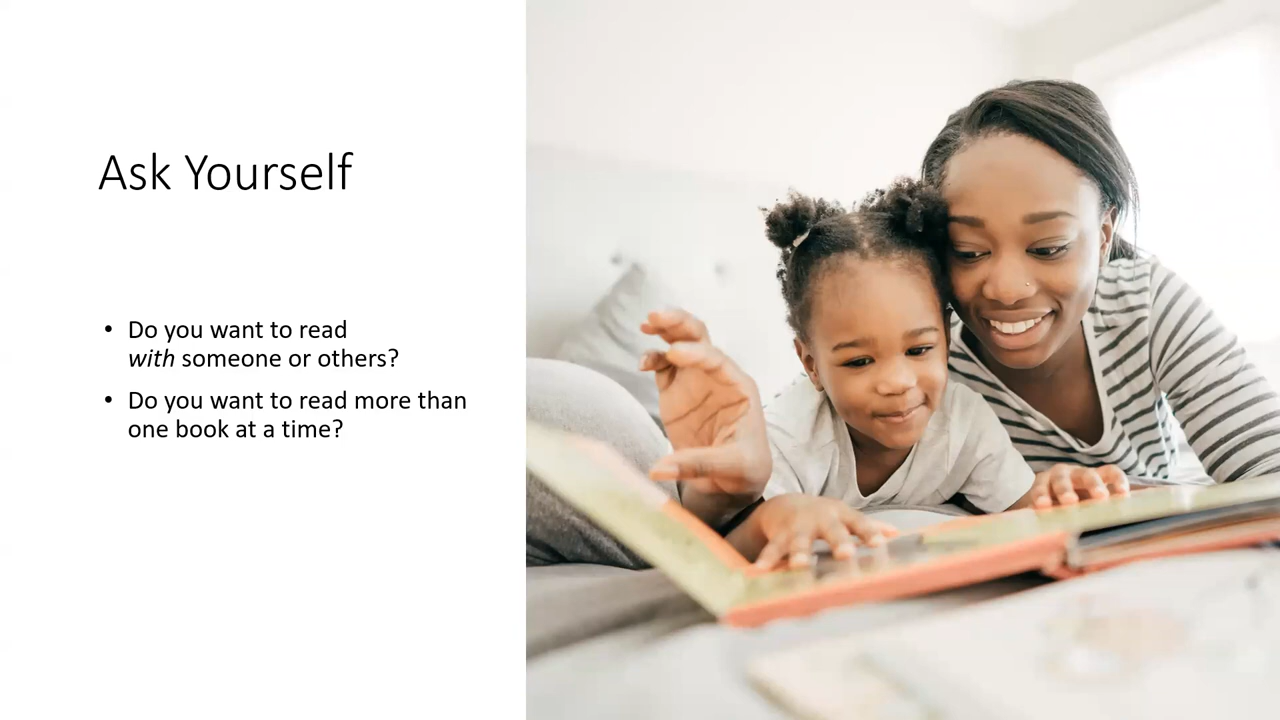 Ask Yourself
• Do you want to read
with someone or others?
• Do you want to read more than
one book at a time?